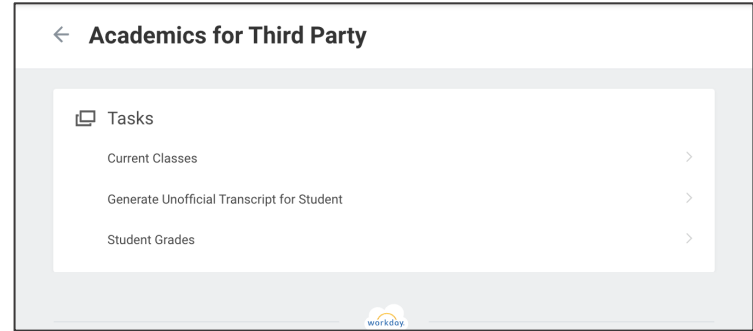 Academics for Third Party
Tasks
Current Classes
Generate Unofficial Transcript for Student
Student Grades
workday.